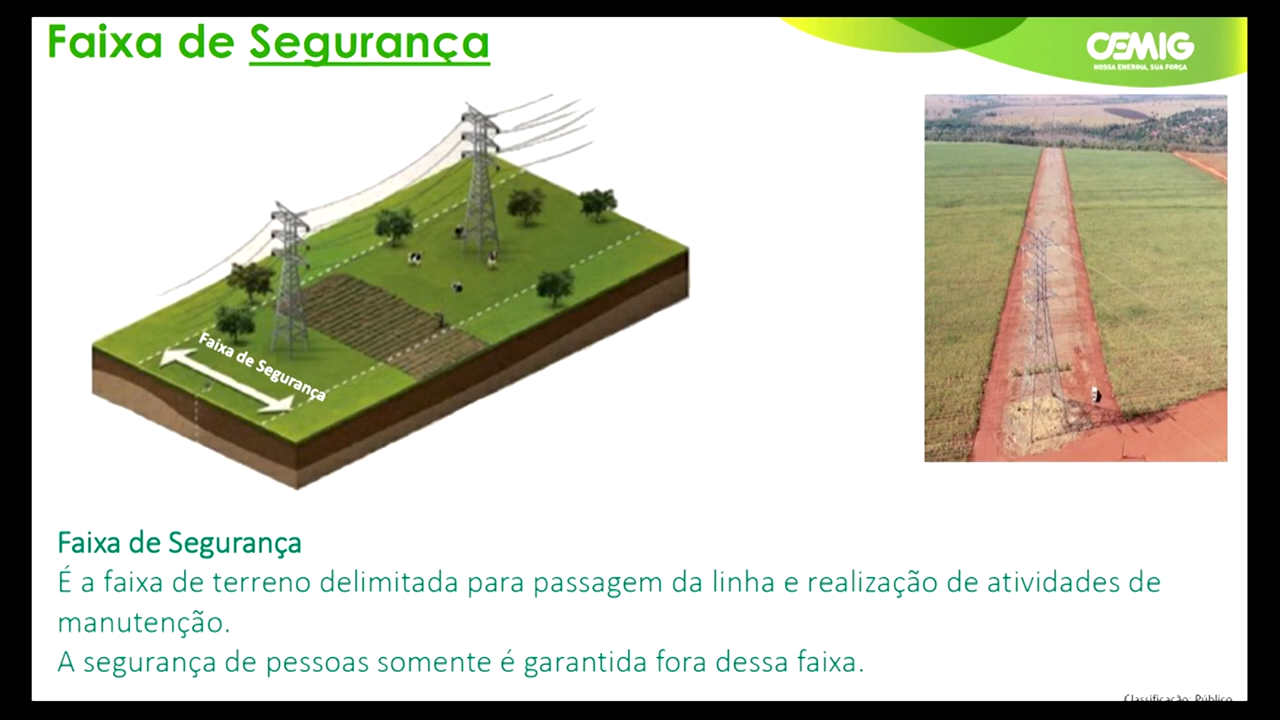 Faixa de Segurança
CEMIG
NOSSA ENERGIA, SUA FORÇA
Faixa de Segurança
Faixa de Segurança
É a faixa de terreno delimitada para passagem da linha e realização de atividades de
manutenção.
A segurança de pessoas somente é garantida fora dessa faixa.
Classificação: Público